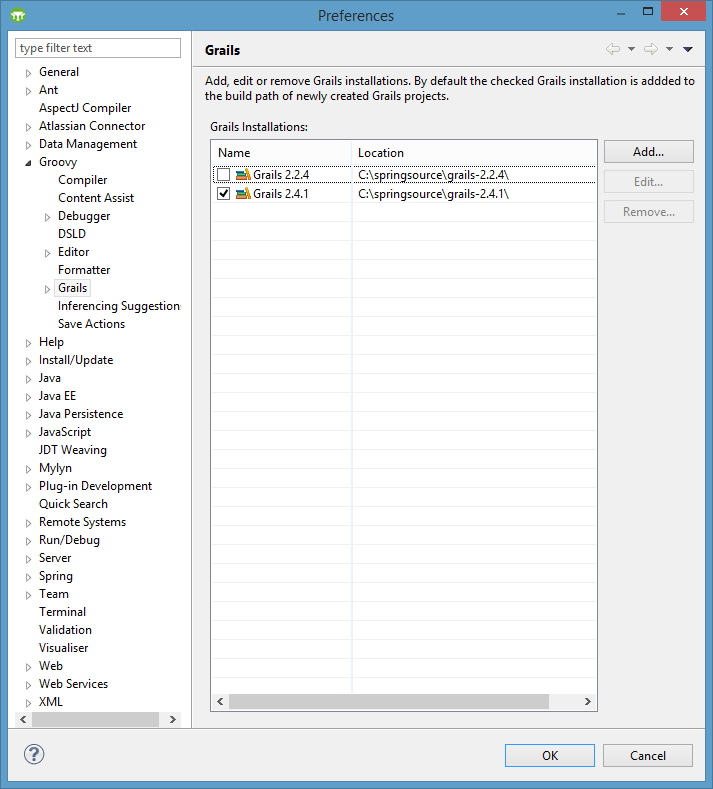 Preferences
type filter text
General
Ant
AspectJ Compiler
Atlassian Connector
Data Management
Groovy
Compiler
Content Assist
Debugger
DSLD
Editor
Formatter
Grails
Inferencing Suggestion
Save Actions
Help
Install/Update
Java
Java EE
Java Persistence
JavaScript
JDT Weaving
Mylyn
Plug-in Development
Quick Search
Remote Systems
Run/Debug
Server
Spring
Team
Terminal
Validation
Visualiser
Web
Web Services
XML
Grails
Add, edit or remove Grails installations. By default the checked Grails installation is addded to
the build path of newly created Grails projects.
Grails Installations:
Name Location
Grails 2.2.4 C:\springsource\grails-2.2.4\
Grails 2.4.1 C:\springsource\grails-2.4.1\
Add...
Edit...
Remove...
?
OK Cancel